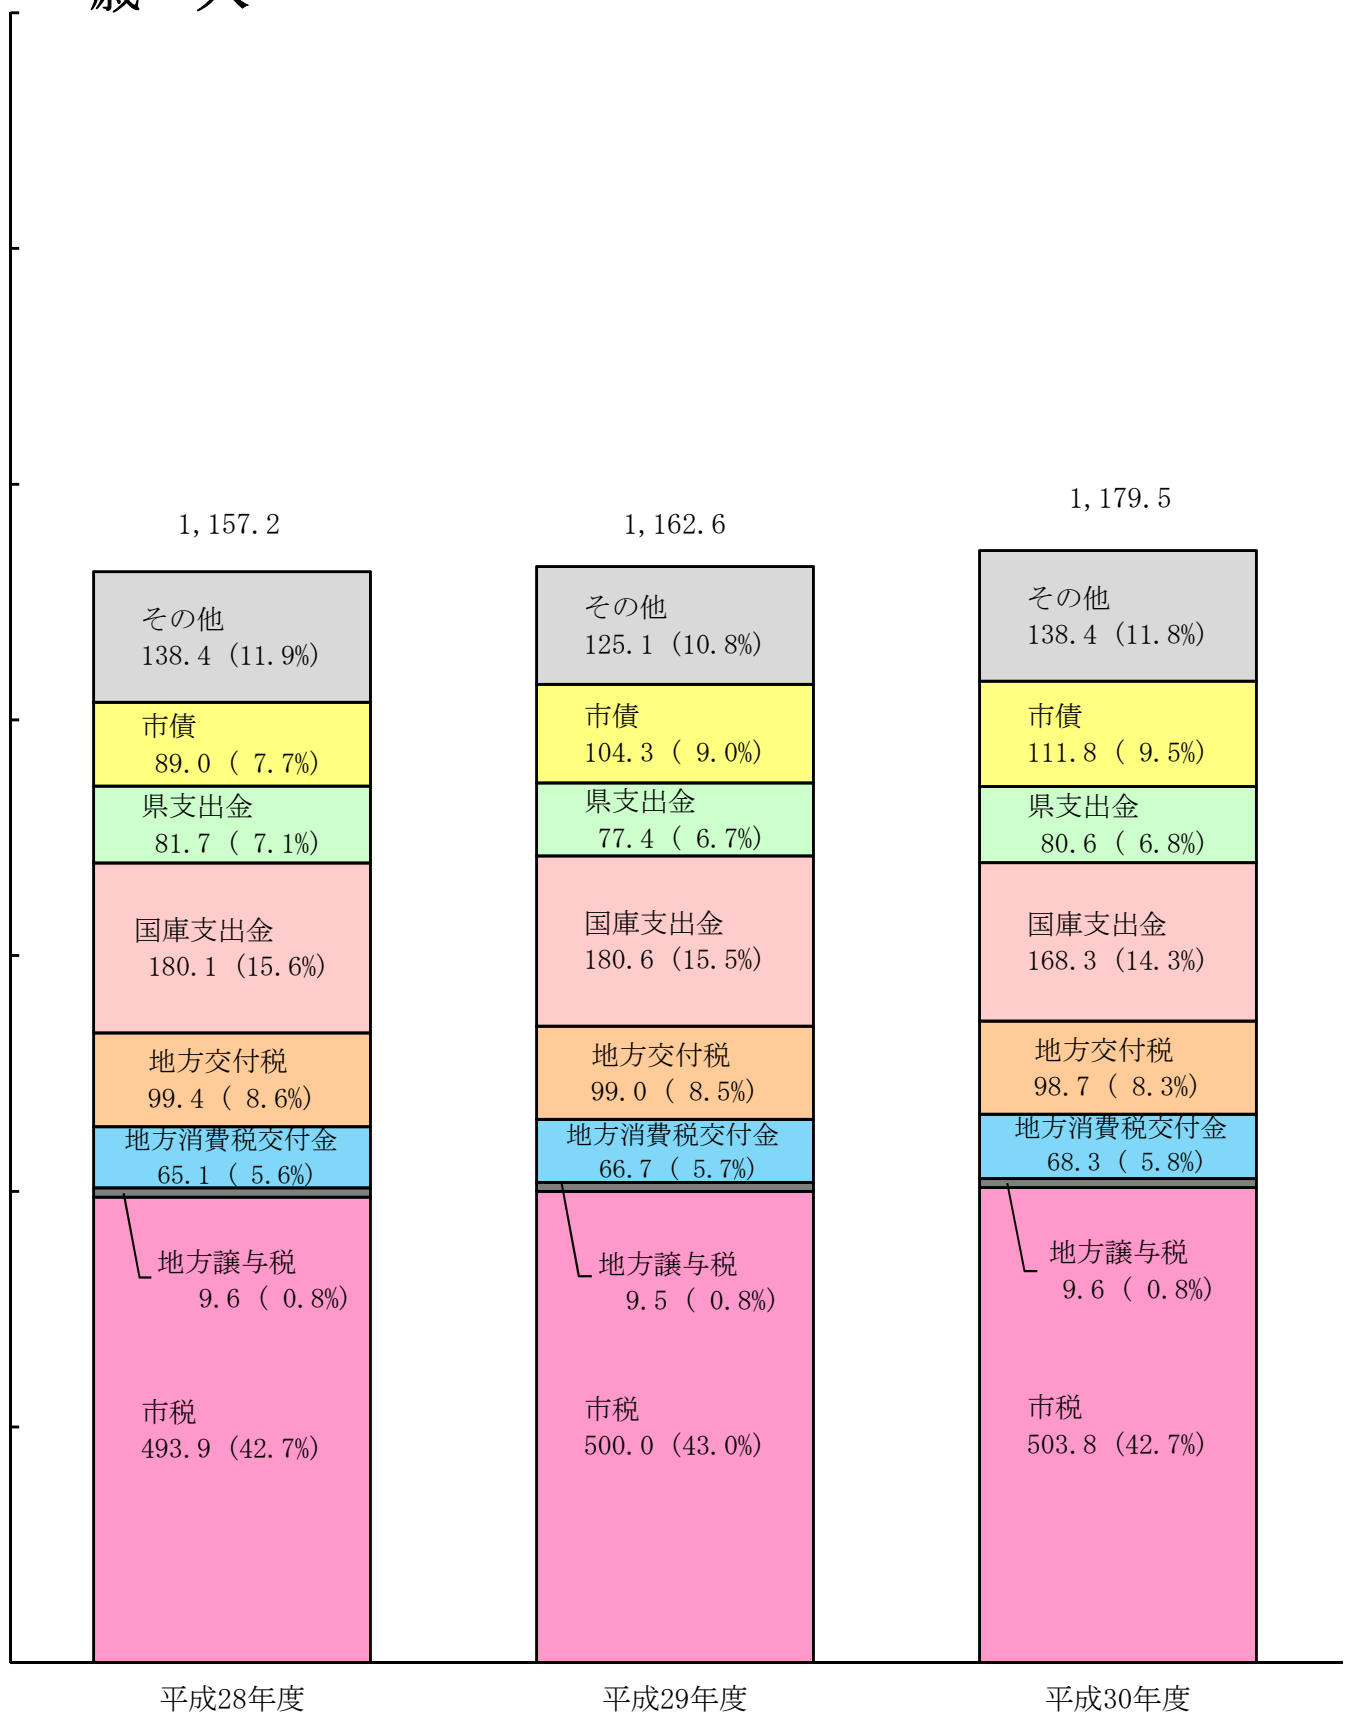 歳 入
1,157.2
その他
138.4 (11.9%)
市債
89.0 ( 7.7%)
県支出金
81.7 ( 7.1%)
国庫支出金
180.1 (15.6%)
地方交付税
99.4 ( 8.6%)
地方消費税交付金
65.1 ( 5.6%)
地方譲与税
9.6 ( 0.8%)
市税
493.9 (42.7%)
平成28年度
1,162.6
その他
125.1 (10.8%)
市債
104.3 ( 9.0%)
県支出金
77.4 ( 6.7%)
国庫支出金
180.6 (15.5%)
地方交付税
99.0 ( 8.5%)
地方消費税交付金
66.7 ( 5.7%)
地方譲与税
9.5 ( 0.8%)
市税
500.0 (43.0%)
平成29年度
1,179.5
その他
138.4 (11.8%)
市債
111.8 ( 9.5%)
県支出金
80.6 ( 6.8%)
国庫支出金
168.3 (14.3%)
地方交付税
98.7 ( 8.3%)
地方消費税交付金
68.3 ( 5.8%)
地方譲与税
9.6 ( 0.8%)
市税
503.8 (42.7%)
平成30年度